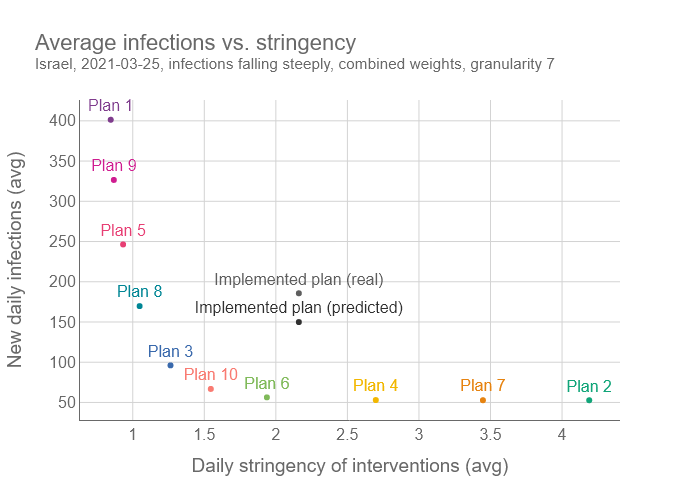 Average infections vs. stringency
Israel, 2021-03-25, infections falling steeply, combined weights, granularity 7
New daily infections (avg)
400
350
300
250
200
150
100
50
Plan 1
Plan 9
Plan 5
Plan 8
Implemented plan (real)
Implemented plan (predicted)
Plan 3
Plan 10
Plan 6
Plan 4
Plan 7
Plan 2
1
1.5
2
2.5
3
3.5
4
Daily stringency of interventions (avg)